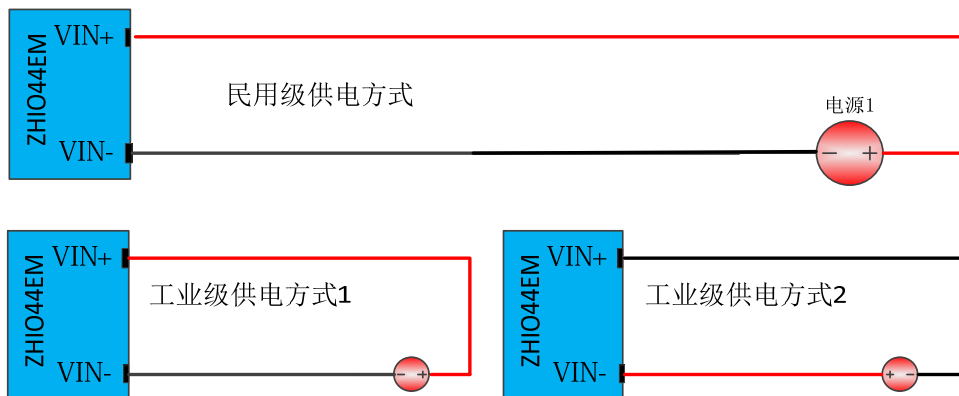 VIN+
ZHIO44EM
民用级供电方式
电源1
VIN-
- +
VIN+
ZHIO44EM
工业级供电方式1
VIN-
- +
VIN+
ZHIO44EM
工业级供电方式2
VIN-
+ -